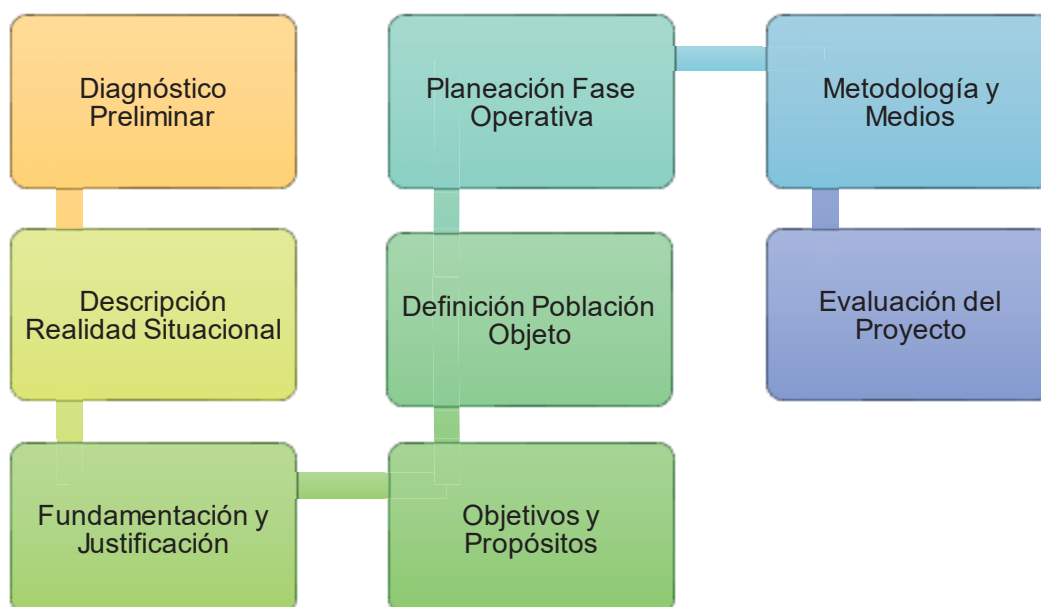 Diagnóstico
Preliminar
Descripción
Realidad Situacional
Fundamentación y
Justificación
Objetivos y
Propósitos
Definición Población
Objeto
Planeación Fase
Operativa
Metodología y
Medios
Evaluación del
Proyecto